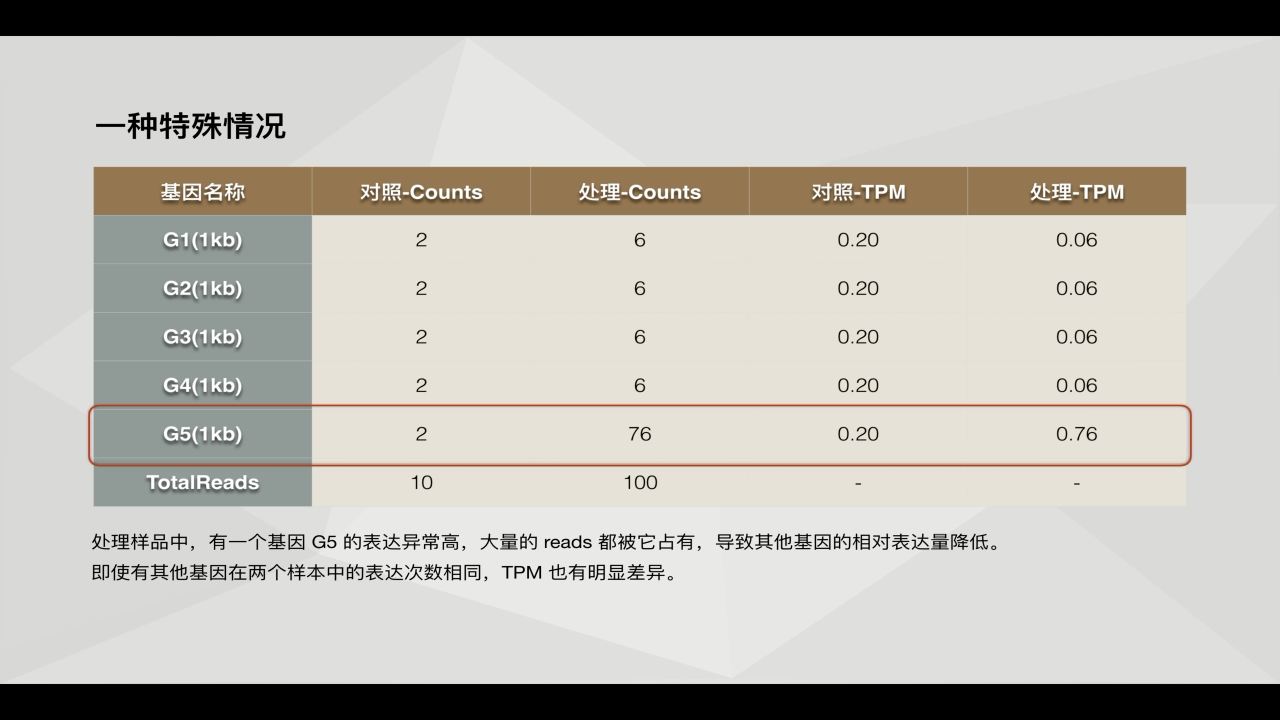 一种特殊情况
基因名称 对照-Counts 处理-Counts 对照-TPM 处理-TPM
G1(1kb) 2 6 0.20 0.06
G2(1kb) 2 6 0.20 0.06
G3(1kb) 2 6 0.20 0.06
G4(1kb) 2 6 0.20 0.06
G5(1kb) 2 76 0.20 0.76
TotalReads 10 100 - -
处理样品中，有一个基因 G5 的表达异常高，大量的 reads 都被它占有，导致其他基因的相对表达量降低。
即使有其他基因在两个样本中的表达次数相同，TPM 也有明显差异。